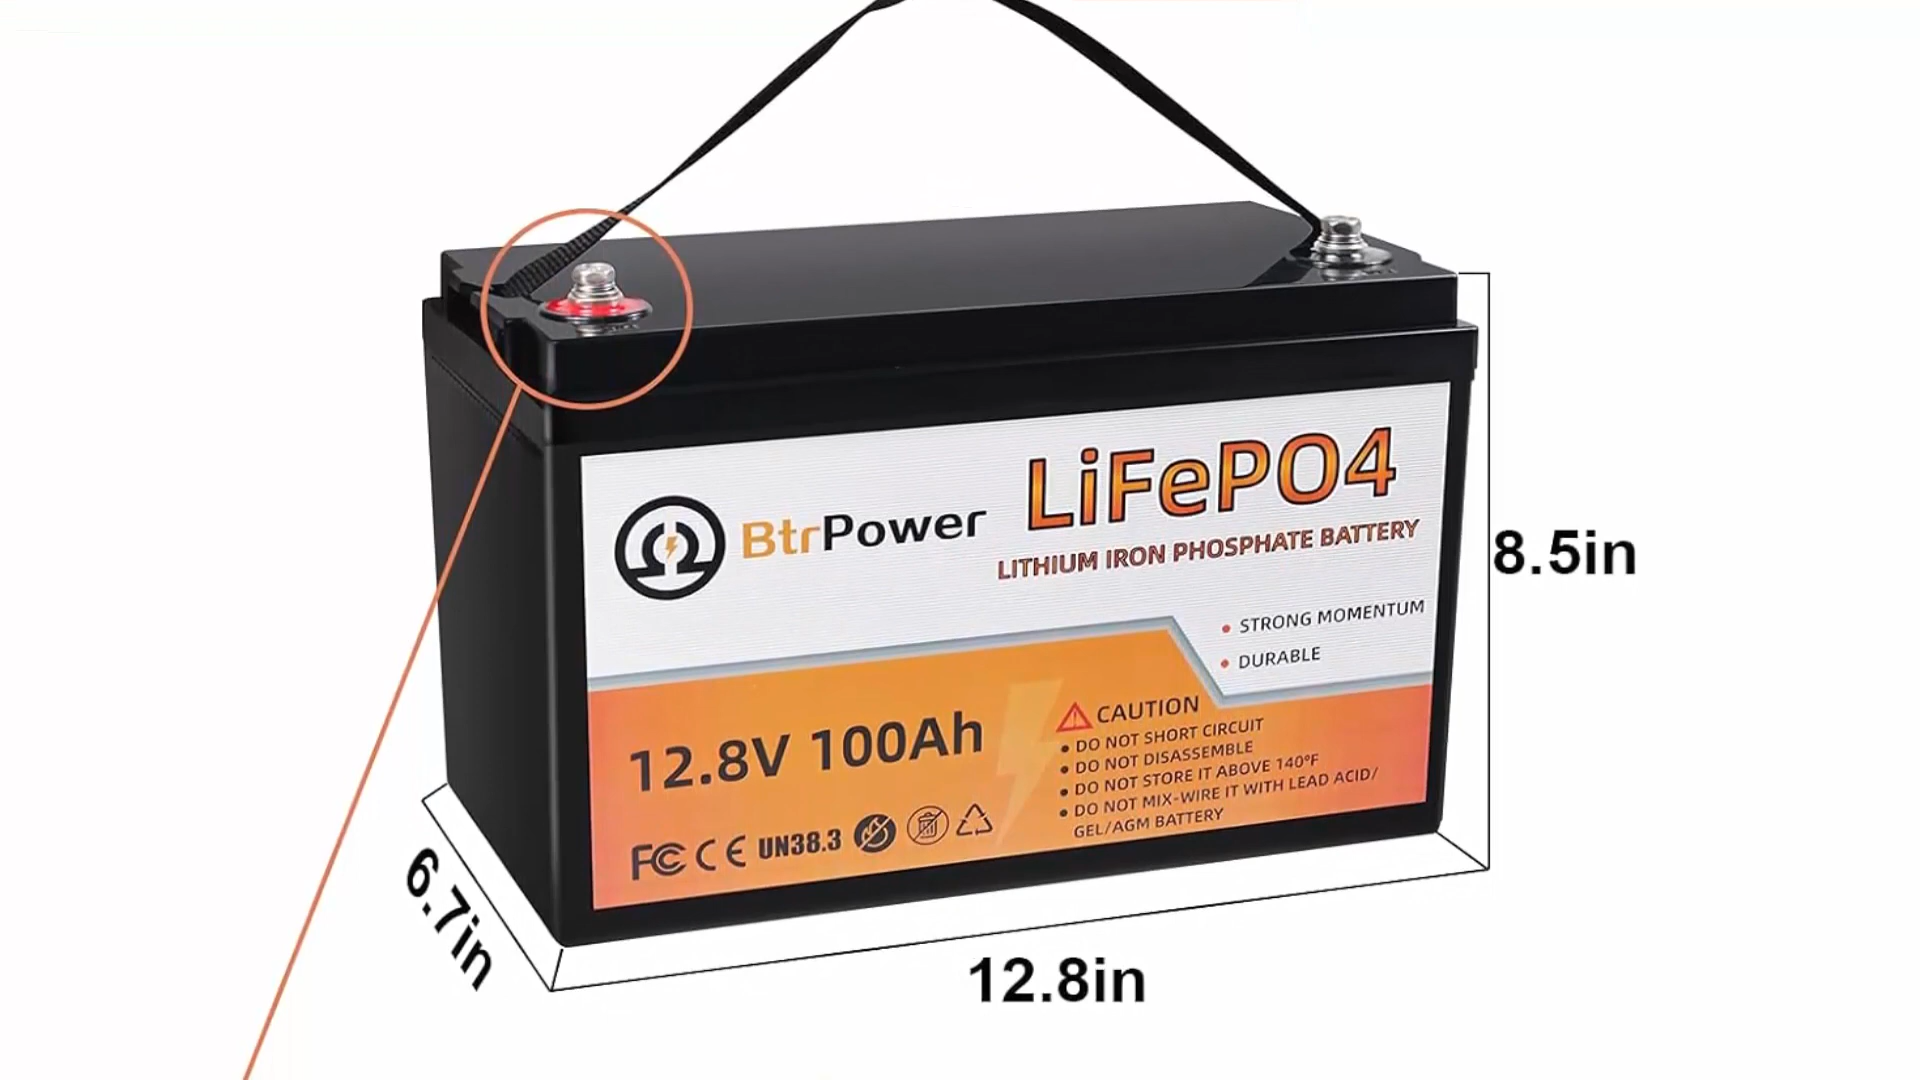 BtrPower
LiFePO4
LITHIUM IRON PHOSPHATE BATTERY
• STRONG MOMENTUM
• DURABLE
12.8V 100Ah
CAUTION
• DO NOT SHORT CIRCUIT
• DO NOT DISASSEMBLE
• DO NOT STORE IT ABOVE 140°F
• DO NOT MIX-WIRE IT WITH LEAD ACID/
GEL/AGM BATTERY
FC CE UN38.3
8.5in
6.7in
12.8in